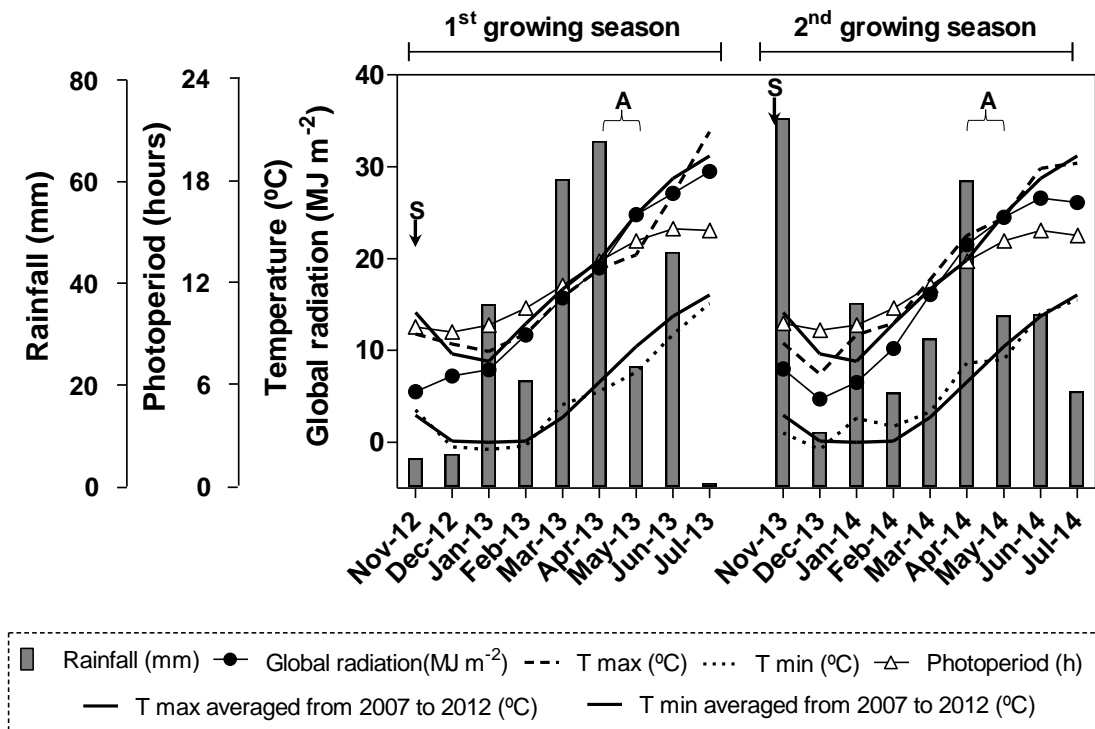 1st growing season
2nd growing season
80
60
40
20
0
Rainfall (mm)
24
18
12
6
0
Photoperiod (hours)
Temperature (ºC)
Global radiation (MJ m-2)
40
30
20
10
0
S
A
S
A
Nov-12
Dec-12
Jan-13
Feb-13
Mar-13
Apr-13
May-13
Jun-13
Jul-13
Nov-13
Dec-13
Jan-14
Feb-14
Mar-14
Apr-14
May-14
Jun-14
Jul-14
Rainfall (mm) Global radiation(MJ m-2) T max (ºC) T min (ºC) Photoperiod (h)
T max averaged from 2007 to 2012 (ºC) T min averaged from 2007 to 2012 (ºC)